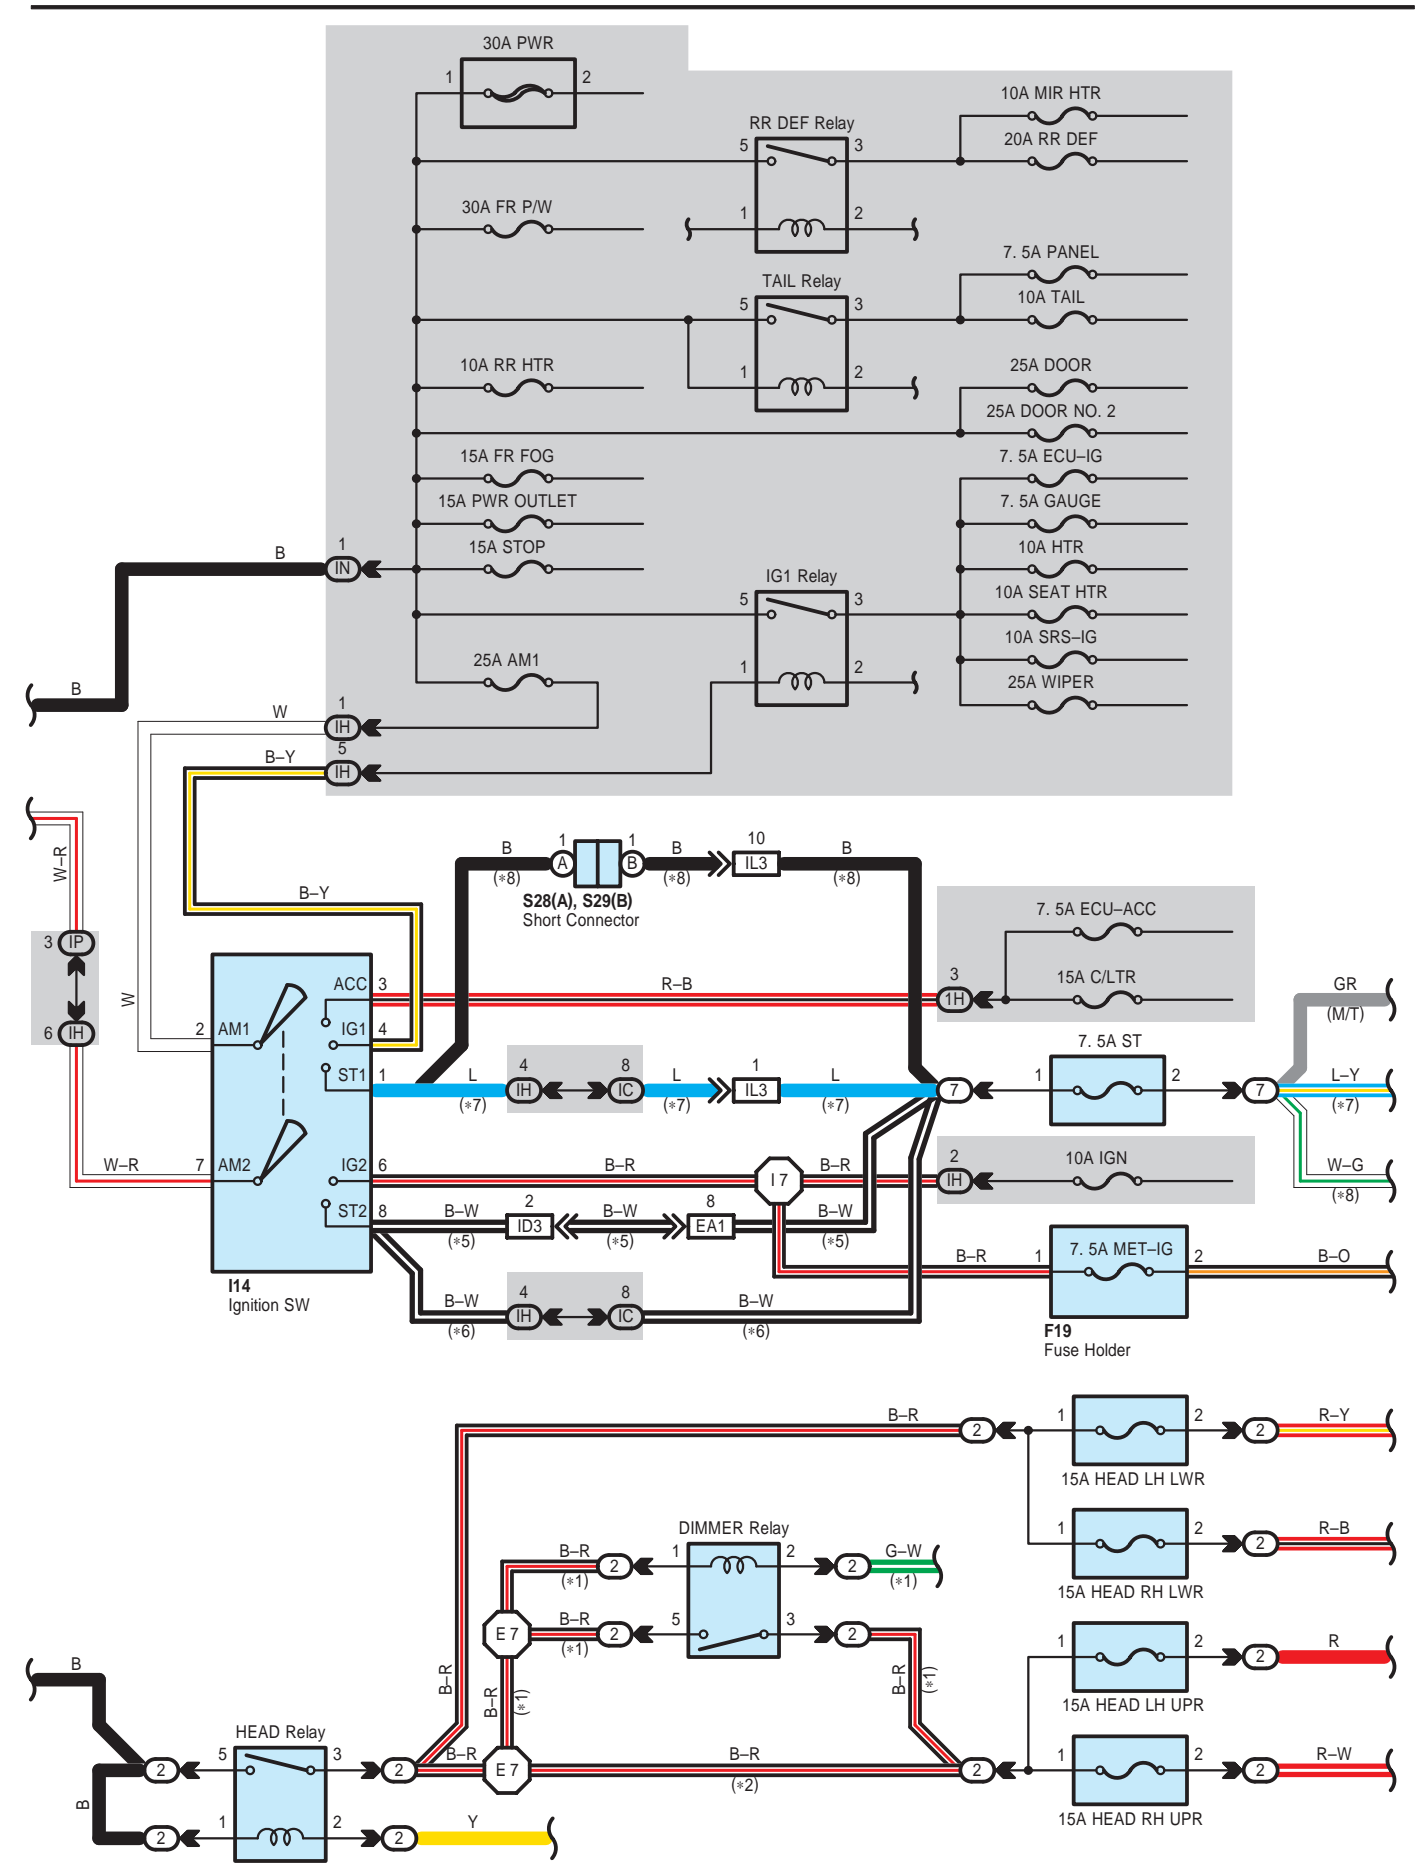 30A PWR
1 2
10A MIR HTR
RR DEF Relay
20A RR DEF
5 3
30A FR P/W
1 2
7. 5A PANEL
TAIL Relay
10A TAIL
5 3
10A RR HTR
1 2
25A DOOR
25A DOOR NO. 2
15A FR FOG
7. 5A ECU–IG
15A PWR OUTLET
7. 5A GAUGE
1
B
IN
15A STOP
10A HTR
IG1 Relay
5 3
10A SEAT HTR
10A SRS–IG
25A AM1
1 2
25A WIPER
B
W
1
IH
5
B–Y
IH
W–R
B
(∗8)
1
A
1
B
B
(∗8)
10
IL3
B
(∗8)
S28(A), S29(B)
Short Connector
B–Y
7. 5A ECU–ACC
3 IP
W
ACC 3
R–B
3
1H
15A C/LTR
GR
(M/T)
6 IH
2 AM1
IG1 4
7. 5A ST
ST1 1
L
(∗7)
4
IH
8
IC
L
(∗7)
1
IL3
L
(∗7)
7
1 2
7
L–Y
(∗7)
W–R
7 AM2
IG2 6
B–R
I 7
B–R
2
IH
10A IGN
W–G
(∗8)
ST2 8
B–W
(∗5)
2
ID3
B–W
(∗5)
8
EA1
B–W
(∗5)
B–R
1
7. 5A MET–IG
2
B–O
I14
Ignition SW
B–W
(∗6)
4
IH
8
IC
B–W
(∗6)
F19
Fuse Holder
B–R
2
1 2
2
R–Y
15A HEAD LH LWR
DIMMER Relay
1 2
2
R–B
B–R
(∗1)
2
1 2
2
G–W
(∗1)
15A HEAD RH LWR
E 7
B–R
(∗1)
2
5 3
2
1 2
2
R
15A HEAD LH UPR
B
B–R
B–R
(∗1)
B–R
(∗1)
HEAD Relay
2
5 3
2
B–R
E 7
B–R
(∗2)
2
1 2
2
R–W
15A HEAD RH UPR
B
2
1 2
2
Y